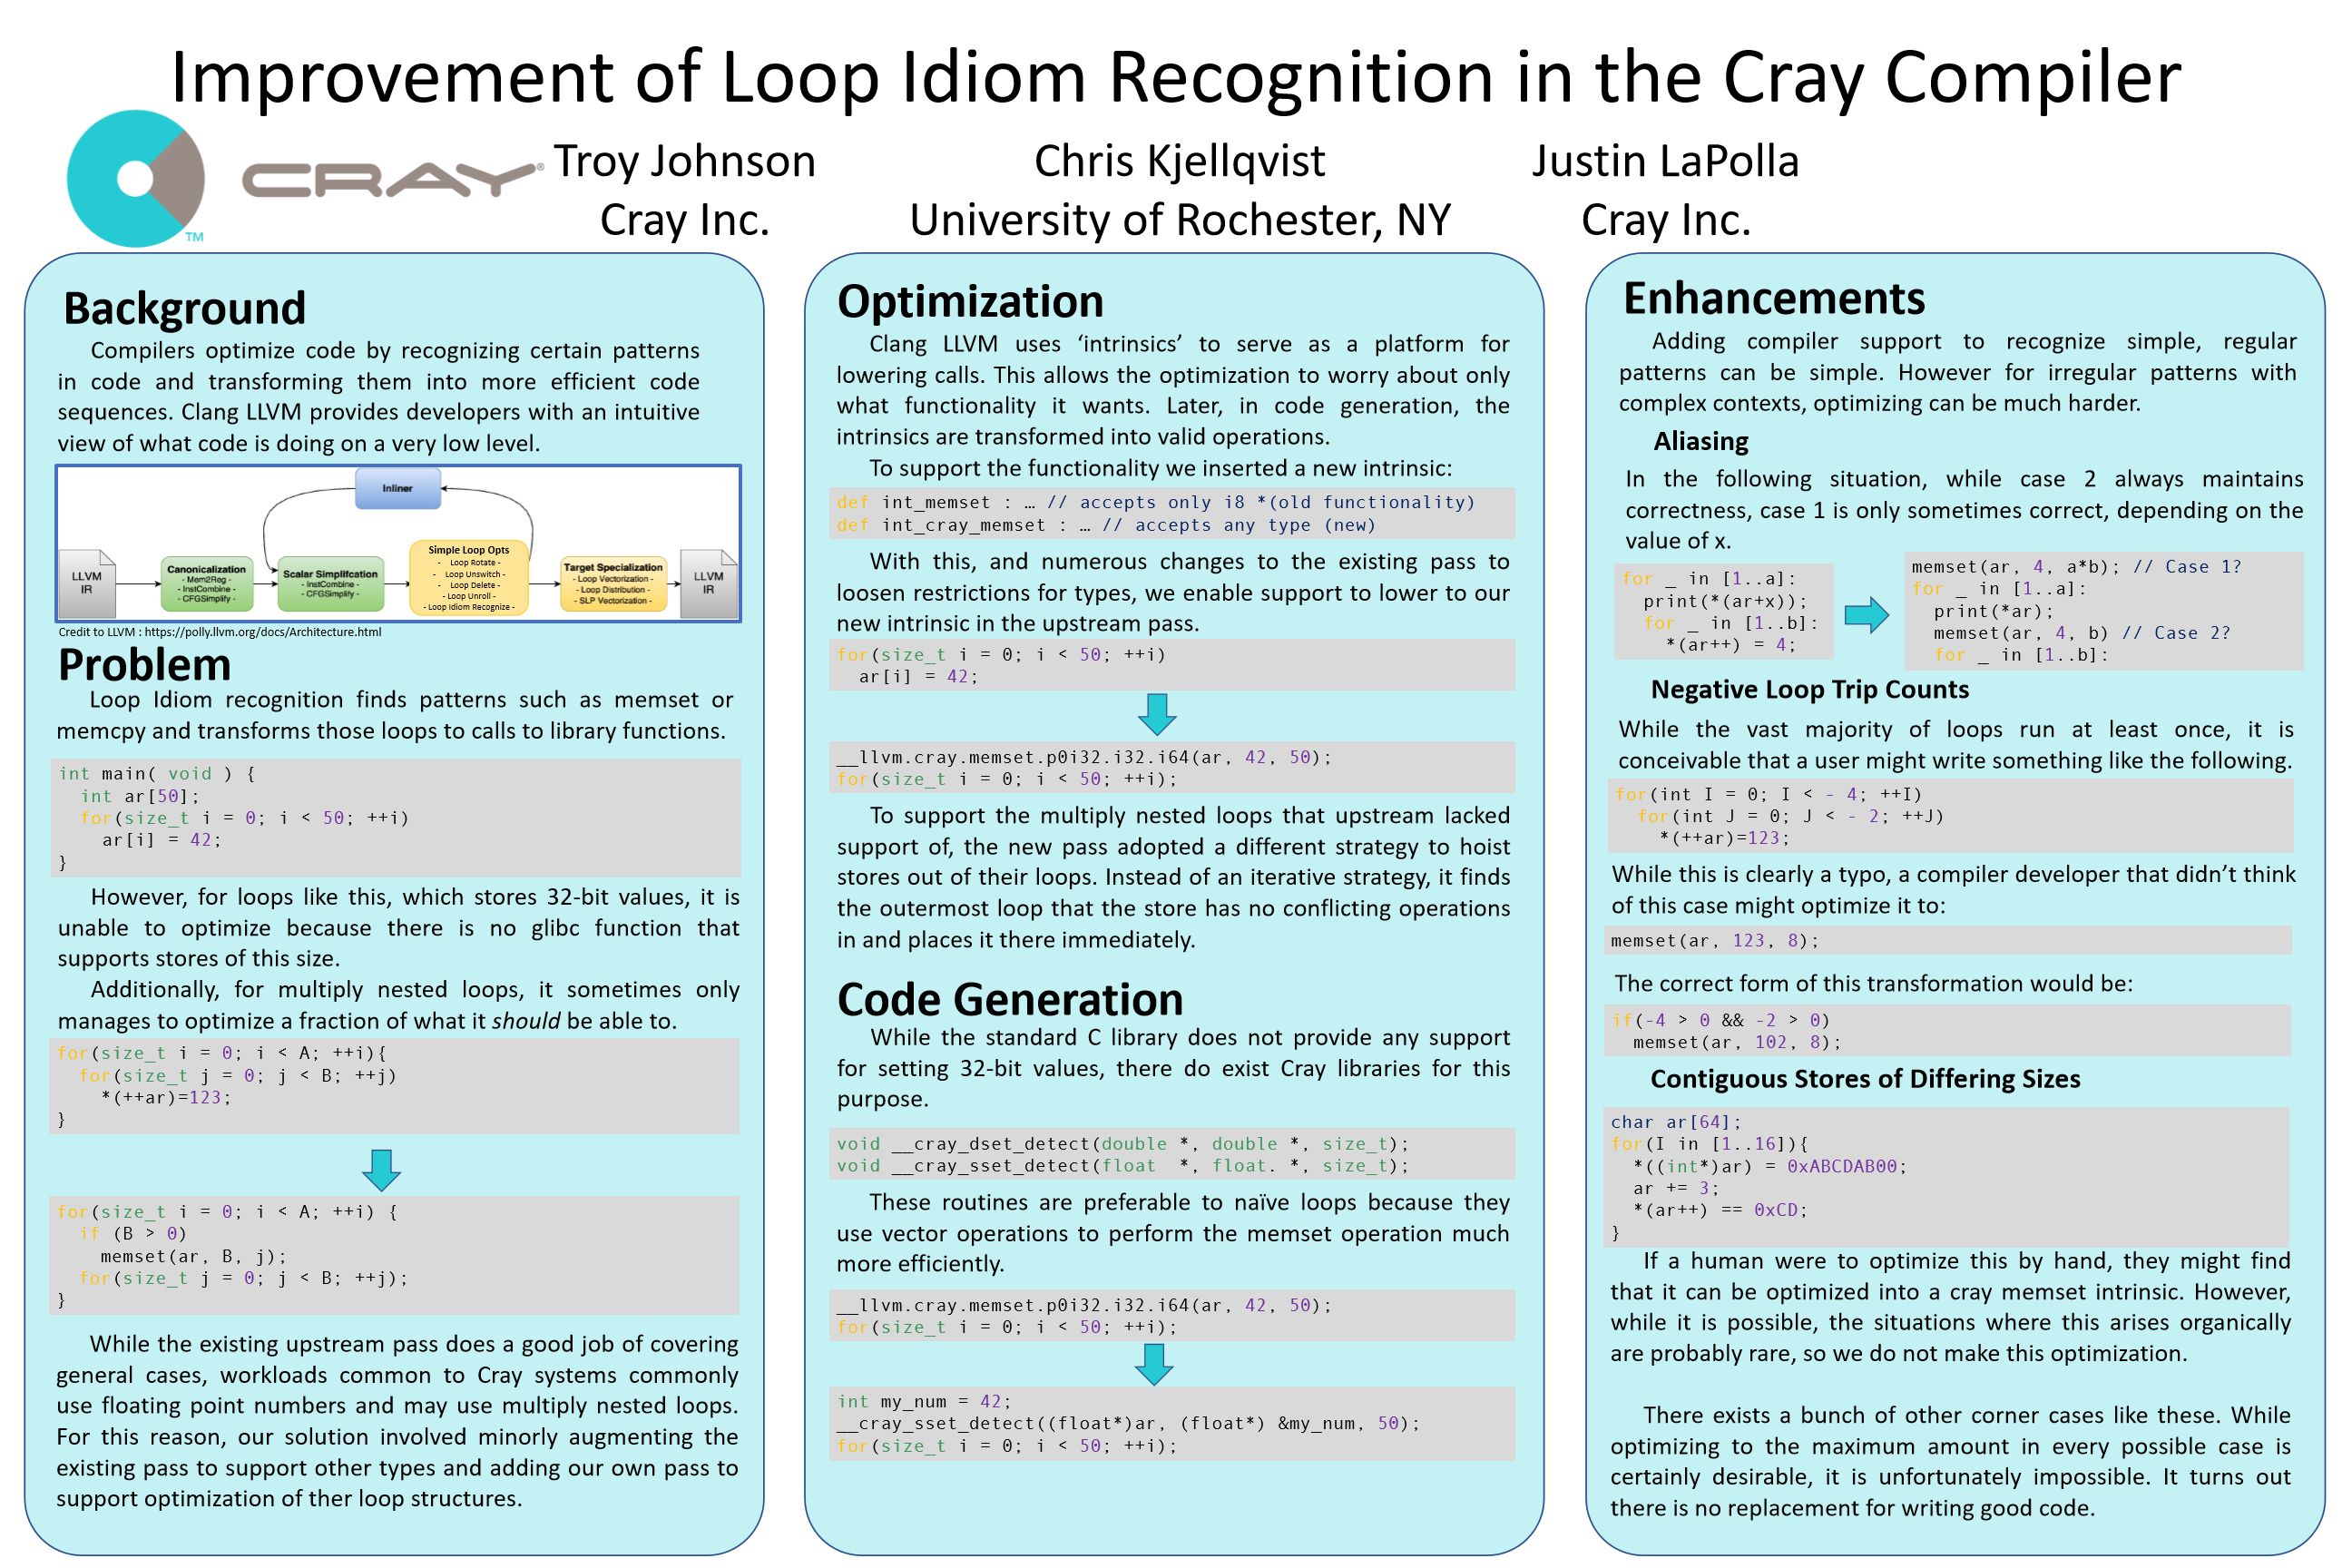 Improvement of Loop Idiom Recognition in the Cray Compiler
CRAY®
TM
Troy Johnson
Cray Inc.
Chris Kjellqvist
University of Rochester, NY
Justin LaPolla
Cray Inc.
Background
Compilers optimize code by recognizing certain patterns
in code and transforming them into more efficient code
sequences. Clang LLVM provides developers with an intuitive
view of what code is doing on a very low level.
Inliner
LLVM
IR
Canonicalization
- Mem2Reg -
- InstCombine -
- CFGSimplify -
Scalar Simplifcation
- InstCombine -
- CFGSimplify -
Simple Loop Opts
- Loop Rotate -
- Loop Unswitch -
- Loop Delete -
- Loop Unroll -
- Loop Idiom Recognize -
Target Specialization
- Loop Vectorization -
- Loop Distribution -
- SLP Vectorization -
LLVM
IR
Credit to LLVM : https://polly.llvm.org/docs/Architecture.html
Problem
Loop Idiom recognition finds patterns such as memset or
memcpy and transforms those loops to calls to library functions.
int main( void ) {
  int ar[50];
  for(size_t i = 0; i < 50; ++i)
    ar[i] = 42;
}
However, for loops like this, which stores 32-bit values, it is
unable to optimize because there is no glibc function that
supports stores of this size.
Additionally, for multiply nested loops, it sometimes only
manages to optimize a fraction of what it should be able to.
for(size_t i = 0; i < A; ++i){
  for(size_t j = 0; j < B; ++j)
    *(++ar)=123;
}
for(size_t i = 0; i < A; ++i) {
  if (B > 0)
    memset(ar, B, j);
  for(size_t j = 0; j < B; ++j);
}
While the existing upstream pass does a good job of covering
general cases, workloads common to Cray systems commonly
use floating point numbers and may use multiply nested loops.
For this reason, our solution involved minorly augmenting the
existing pass to support other types and adding our own pass to
support optimization of ther loop structures.
Optimization
Clang LLVM uses ‘intrinsics’ to serve as a platform for
lowering calls. This allows the optimization to worry about only
what functionality it wants. Later, in code generation, the
intrinsics are transformed into valid operations.
To support the functionality we inserted a new intrinsic:
def int_memset : … // accepts only i8 *(old functionality)
def int_cray_memset : … // accepts any type (new)
With this, and numerous changes to the existing pass to
loosen restrictions for types, we enable support to lower to our
new intrinsic in the upstream pass.
for(size_t i = 0; i < 50; ++i)
  ar[i] = 42;
__llvm.cray.memset.p0i32.i32.i64(ar, 42, 50);
for(size_t i = 0; i < 50; ++i);
To support the multiply nested loops that upstream lacked
support of, the new pass adopted a different strategy to hoist
stores out of their loops. Instead of an iterative strategy, it finds
the outermost loop that the store has no conflicting operations
in and places it there immediately.
Code Generation
While the standard C library does not provide any support
for setting 32-bit values, there do exist Cray libraries for this
purpose.
void __cray_dset_detect(double *, double *, size_t);
void __cray_sset_detect(float  *, float. *, size_t);
These routines are preferable to naïve loops because they
use vector operations to perform the memset operation much
more efficiently.
__llvm.cray.memset.p0i32.i32.i64(ar, 42, 50);
for(size_t i = 0; i < 50; ++i);
int my_num = 42;
__cray_sset_detect((float*)ar, (float*) &my_num, 50);
for(size_t i = 0; i < 50; ++i);
Enhancements
Adding compiler support to recognize simple, regular
patterns can be simple. However for irregular patterns with
complex contexts, optimizing can be much harder.
Aliasing
In the following situation, while case 2 always maintains
correctness, case 1 is only sometimes correct, depending on the
value of x.
for _ in [1..a]:
  print(*(ar+x));
  for _ in [1..b]:
    *(ar++) = 4;
memset(ar, 4, a*b); // Case 1?
for _ in [1..a]:
  print(*ar);
  memset(ar, 4, b) // Case 2?
  for _ in [1..b]:
Negative Loop Trip Counts
While the vast majority of loops run at least once, it is
conceivable that a user might write something like the following.
for(int I = 0; I < - 4; ++I)
  for(int J = 0; J < - 2; ++J)
    *(++ar)=123;
While this is clearly a typo, a compiler developer that didn’t think
of this case might optimize it to:
memset(ar, 123, 8);
The correct form of this transformation would be:
if(-4 > 0 && -2 > 0)
  memset(ar, 102, 8);
Contiguous Stores of Differing Sizes
char ar[64];
for(I in [1..16]){
  *((int*)ar) = 0xABCDAB00;
  ar += 3;
  *(ar++) == 0xCD;
}
If a human were to optimize this by hand, they might find
that it can be optimized into a cray memset intrinsic. However,
while it is possible, the situations where this arises organically
are probably rare, so we do not make this optimization.
There exists a bunch of other corner cases like these. While
optimizing to the maximum amount in every possible case is
certainly desirable, it is unfortunately impossible. It turns out
there is no replacement for writing good code.